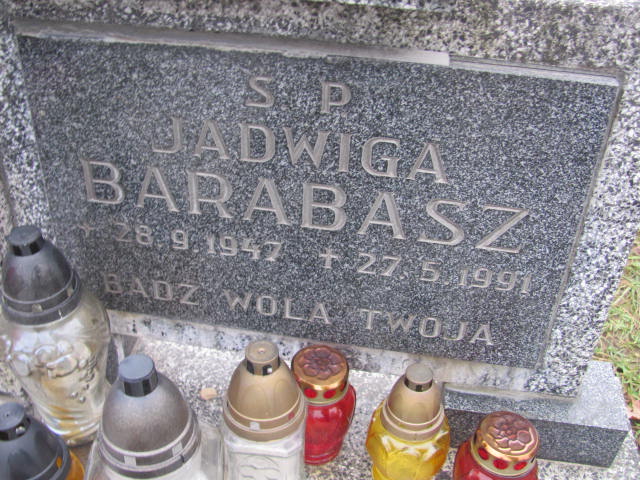 Ś P
JADWIGA
BARABASZ
* 28.9.1947 † 27.5.1991
BĄDŹ WOLA TWOJA